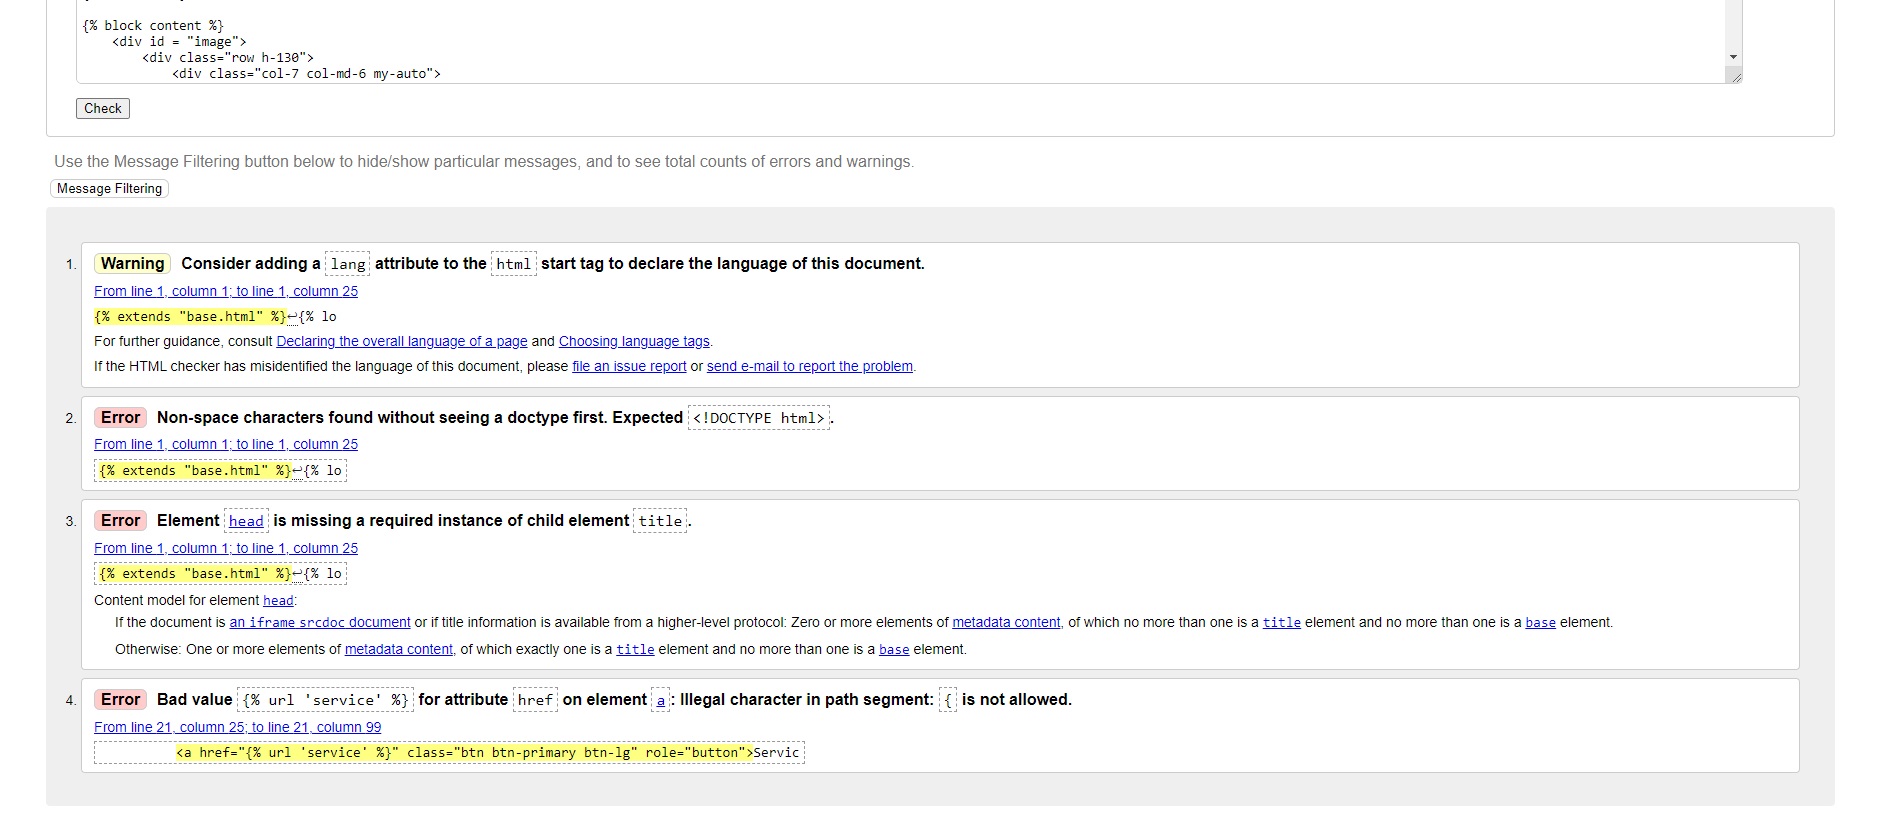 {% block content %}
<div id = "image">
<div class="row h-130">
<div class="col-7 col-md-6 my-auto">
Check
Use the Message Filtering button below to hide/show particular messages, and to see total counts of errors and warnings.
Message Filtering
1. Warning Consider adding a lang attribute to the html start tag to declare the language of this document.
From line 1, column 1; to line 1, column 25
{% extends "base.html" %}↩{% lo
For further guidance, consult Declaring the overall language of a page and Choosing language tags.
If the HTML checker has misidentified the language of this document, please file an issue report or send e-mail to report the problem.
2. Error Non-space characters found without seeing a doctype first. Expected <!DOCTYPE html>.
From line 1, column 1; to line 1, column 25
{% extends "base.html" %}↩{% lo
3. Error Element head is missing a required instance of child element title.
From line 1, column 1; to line 1, column 25
{% extends "base.html" %}↩{% lo
Content model for element head:
If the document is an iframe srcdoc document or if title information is available from a higher-level protocol: Zero or more elements of metadata content, of which no more than one is a title element and no more than one is a base element.
Otherwise: One or more elements of metadata content, of which exactly one is a title element and no more than one is a base element.
4. Error Bad value {% url 'service' %} for attribute href on element a: Illegal character in path segment: { is not allowed.
From line 21, column 25; to line 21, column 99
<a href="{% url 'service' %}" class="btn btn-primary btn-lg" role="button">Servic